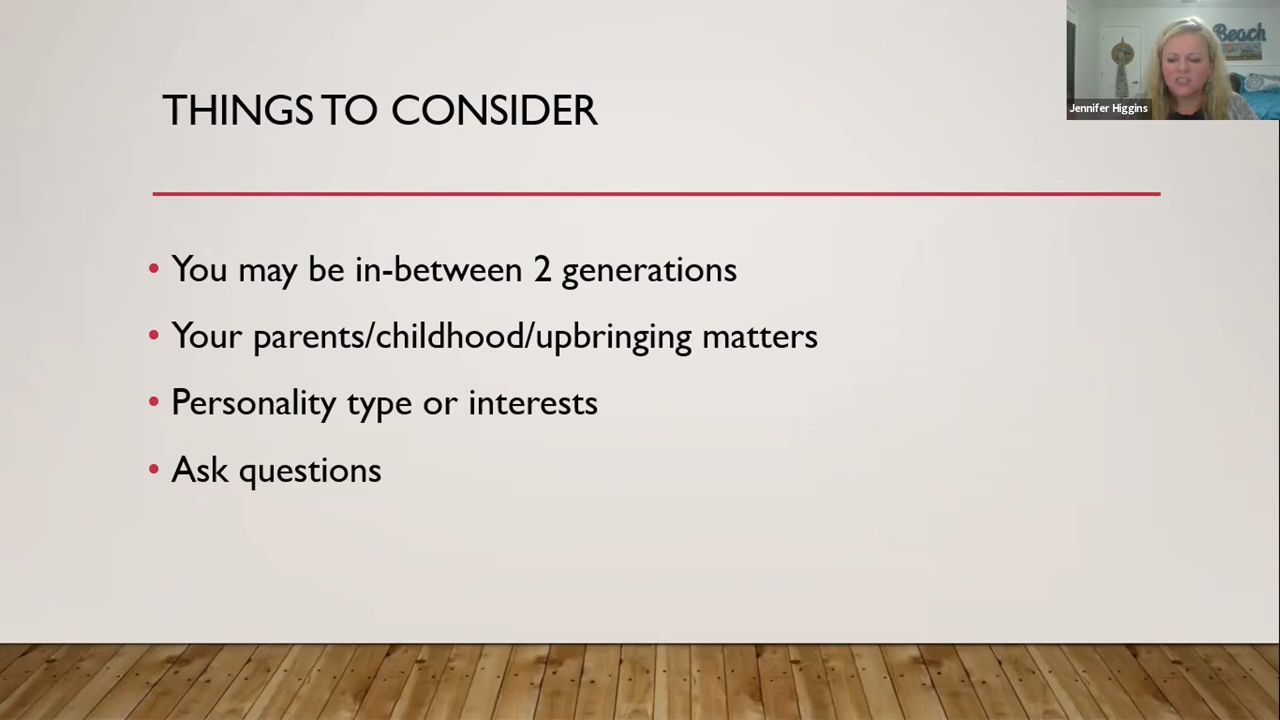 THINGS TO CONSIDER
Beach
Jennifer Higgins
• You may be in-between 2 generations
• Your parents/childhood/upbringing matters
• Personality type or interests
• Ask questions